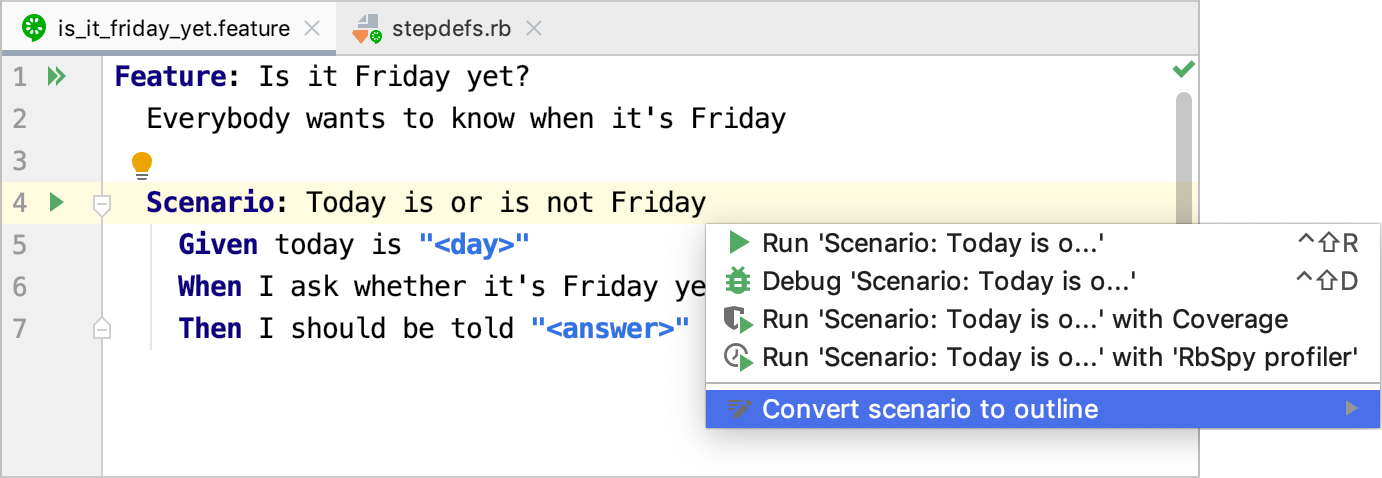 is_it_friday_yet.feature
stepdefs.rb
1 Feature: Is it Friday yet?
2 Everybody wants to know when it's Friday
3
4 Scenario: Today is or is not Friday
5 Given today is "<day>"
6 When I ask whether it's Friday ye
7 Then I should be told "<answer>"
Run 'Scenario: Today is o...' ^⇧R
Debug 'Scenario: Today is o...' ^⇧D
Run 'Scenario: Today is o...' with Coverage
Run 'Scenario: Today is o...' with 'RbSpy profiler'
Convert scenario to outline